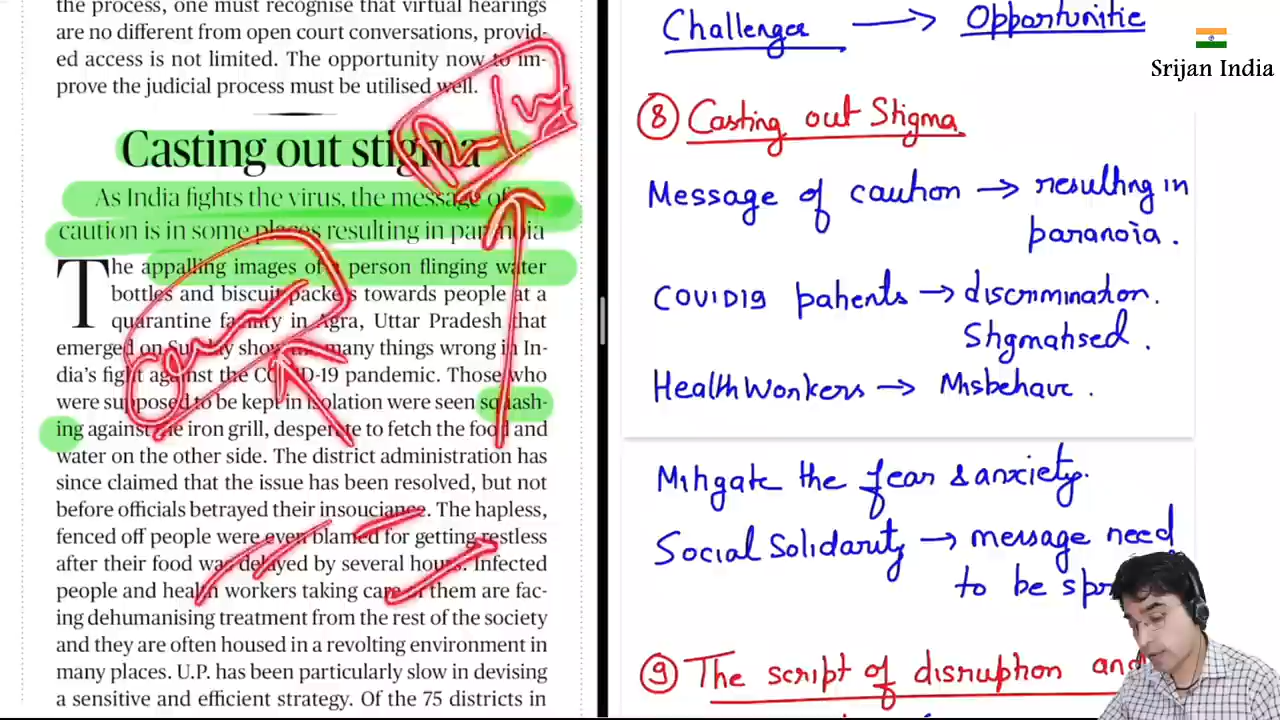 the process, one must recognise that virtual hearings
are no different from open court conversations, provid-
ed access is not limited. The opportunity now to im-
prove the judicial process must be utilised well.
Casting out stigma
As India fights the virus, the message of
caution is in some places resulting in paranoia
The appalling images of a person flinging water
bottles and biscuit packets towards people at a
quarantine facility in Agra, Uttar Pradesh that
emerged on Sunday show the many things wrong in In-
dia's fight against the COVID-19 pandemic. Those who
were supposed to be kept in isolation were seen squash-
ing against the iron grill, desperate to fetch the food and
water on the other side. The district administration has
since claimed that the issue has been resolved, but not
before officials betrayed their insouciance. The hapless,
fenced off people were even blamed for getting restless
after their food was delayed by several hours. Infected
people and health workers taking care of them are fac-
ing dehumanising treatment from the rest of the society
and they are often housed in a revolting environment in
many places. U.P. has been particularly slow in devising
a sensitive and efficient strategy. Of the 75 districts in
Challenger → Opportunitie
Srijan India
8 Casting out Stigma
Message of caution → resulting in
paranoia.
COVID19 patients → discrimination.
Stigmatised.
Health Workers → Misbehave.
Mitigate the fear & anxiety.
Social Solidarity → message need
to be
9 The script of disruption and